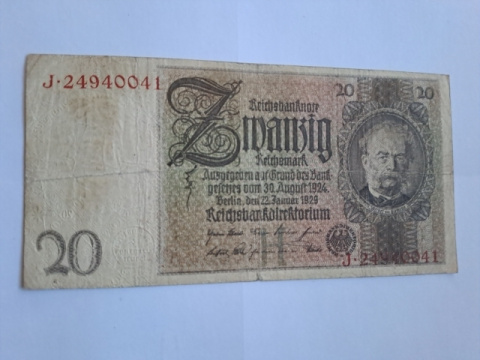 J·24940041
20
20
Reichsbanknote
Zwanzig
Reichsmark
Ausgegeben auf Grund des Bank-
gesetzes vom 30. August 1924
Berlin, den 22. Januar 1929
Reichsbankdirektorium
20
J·24940041